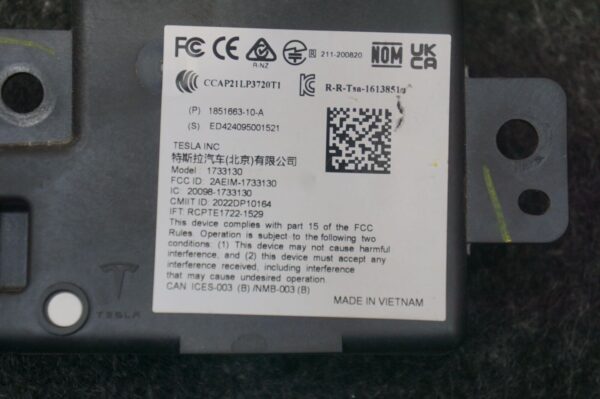 FC CE R-NZ R 211-200820 NOM UK CA
CCAP21LP3720T1 R-R-Tsa-1613851
(P) 1851663-10-A
(S) ED424095001521
TESLA INC
特斯拉汽车(北京)有限公司
Model : 1733130
FCC ID: 2AEIM-1733130
IC: 20098-1733130
CMIIT ID: 2022DP10164
IFT: RCPTE1722-1529
This device complies with part 15 of the FCC
Rules. Operation is subject to the following two
conditions: (1) This device may not cause harmful
interference, and (2) this device must accept any
interference received, including interference
that may cause undesired operation.
CAN ICES-003 (B) /NMB-003 (B)
MADE IN VIETNAM
TESLA